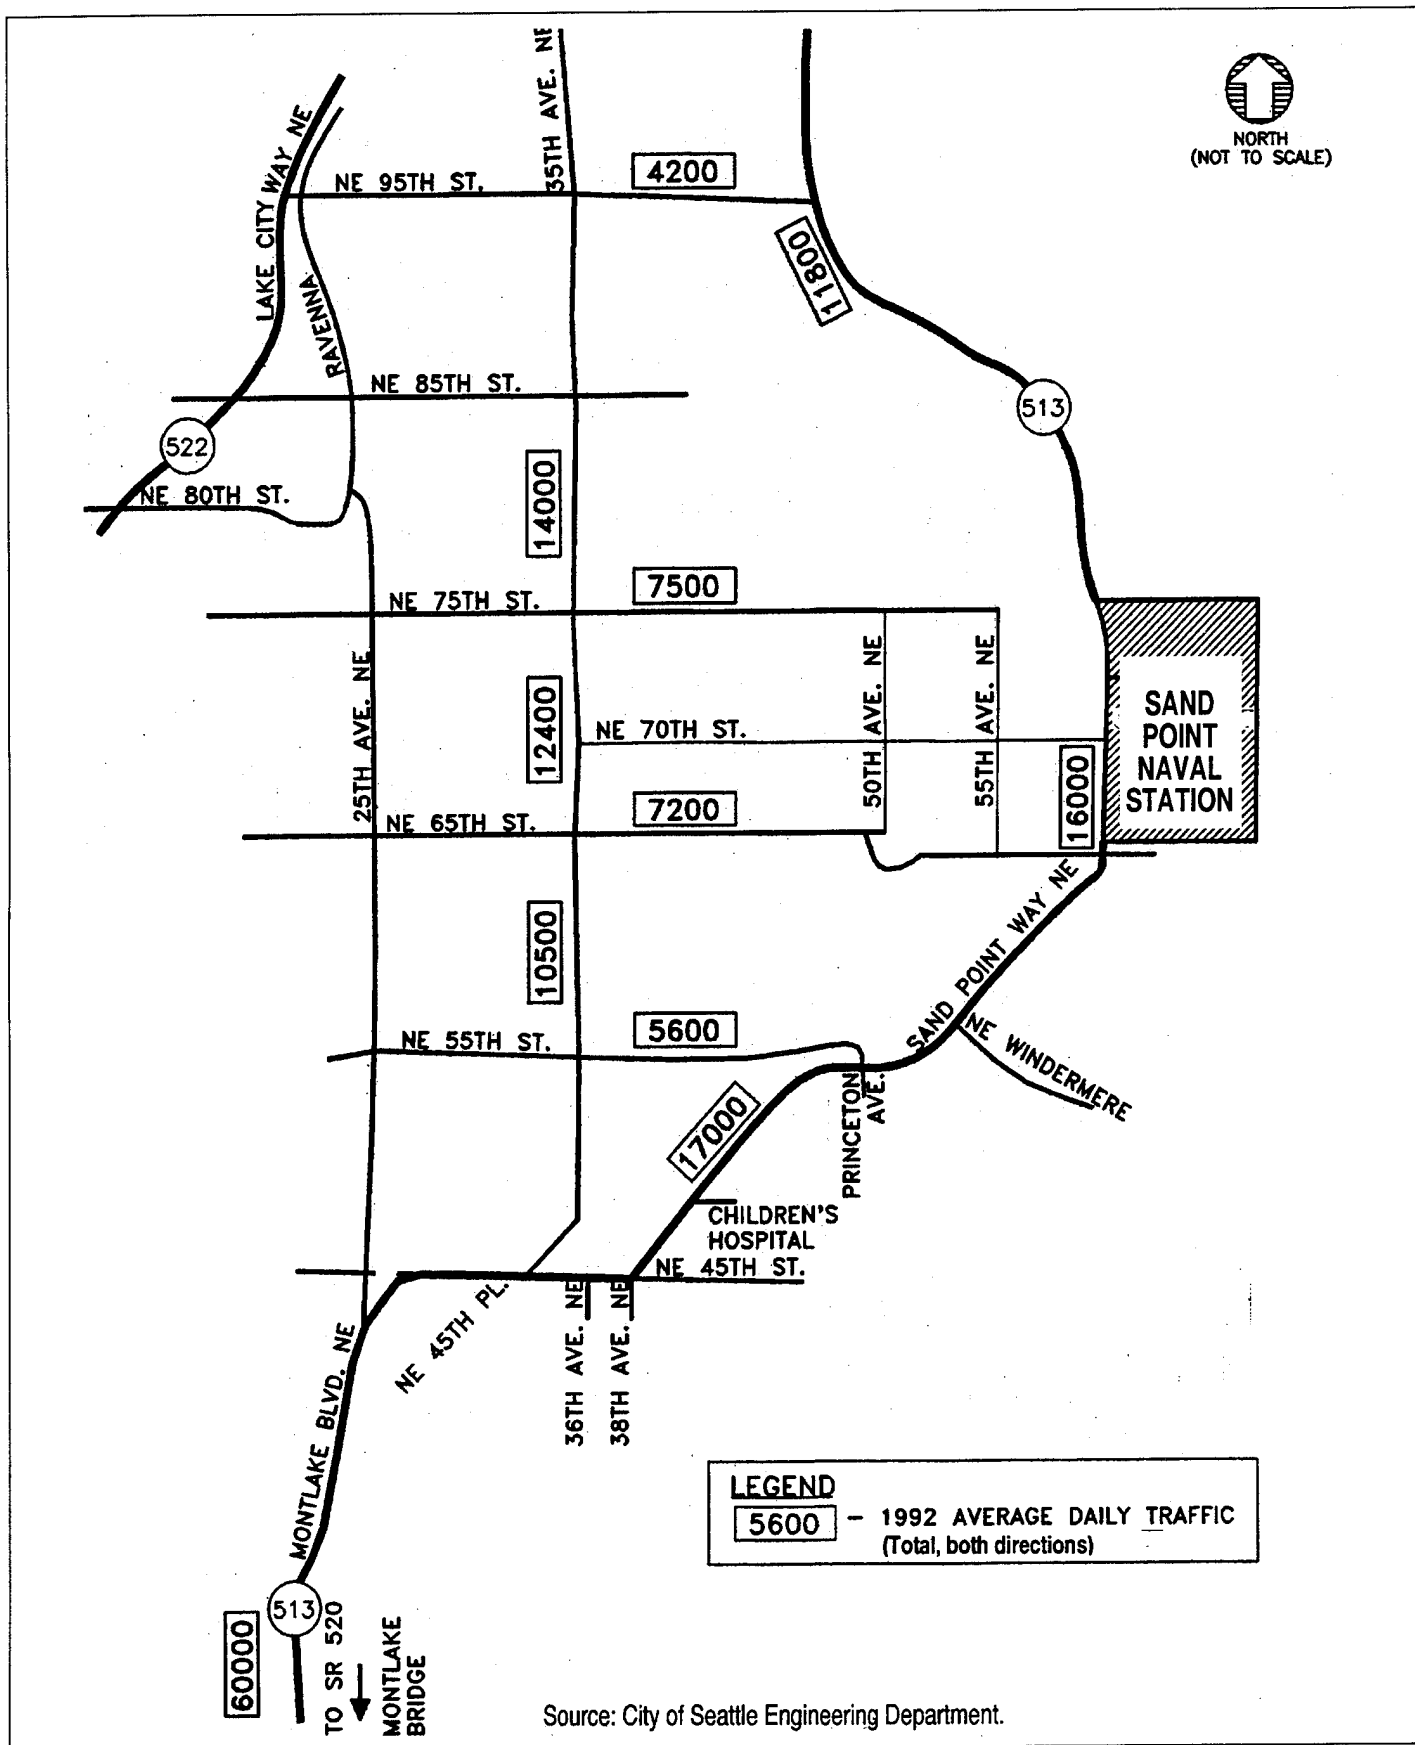 35TH AVE. NE
NORTH
(NOT TO SCALE)
LAKE CITY WAY NE
NE 95TH ST.
4200
11800
RAVENNA
NE 85TH ST.
513
522
NE 80TH ST.
14000
NE 75TH ST.
7500
25TH AVE. NE
12400
NE 70TH ST.
50TH AVE. NE
55TH AVE. NE
16000
SAND
POINT
NAVAL
STATION
NE 65TH ST.
7200
10500
SAND POINT WAY NE
NE WINDERMERE
NE 55TH ST.
5600
17000
PRINCETON
AVE.
CHILDREN'S
HOSPITAL
NE 45TH ST.
NE 45TH PL.
36TH AVE. NE
38TH AVE. NE
MONTLAKE BLVD. NE
LEGEND
5600 – 1992 AVERAGE DAILY TRAFFIC
(Total, both directions)
513
60000
TO SR 520
MONTLAKE
BRIDGE
Source: City of Seattle Engineering Department.